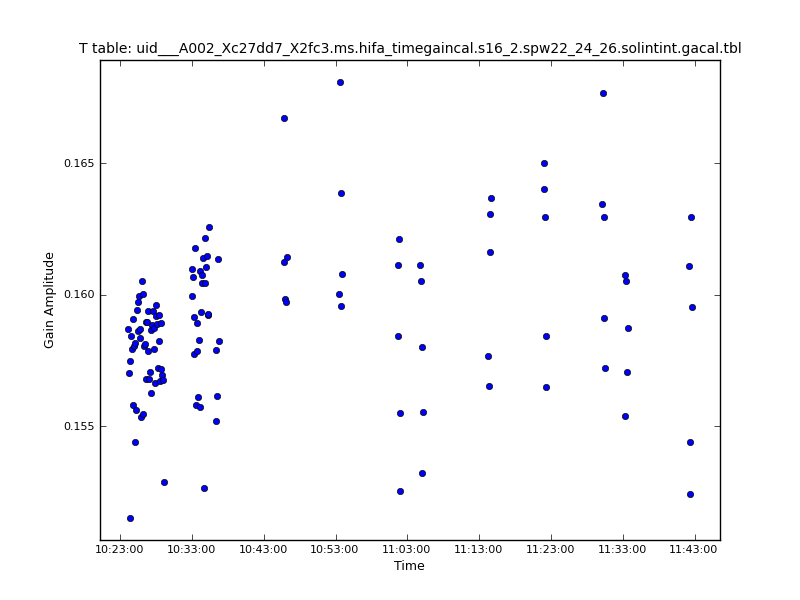 T table: uid___A002_Xc27dd7_X2fc3.ms.hifa_timegaincal.s16_2.spw22_24_26.solintint.gacal.tbl
0.165
0.160
0.155
Gain Amplitude
10:23:00 10:33:00 10:43:00 10:53:00 11:03:00 11:13:00 11:23:00 11:33:00 11:43:00
Time